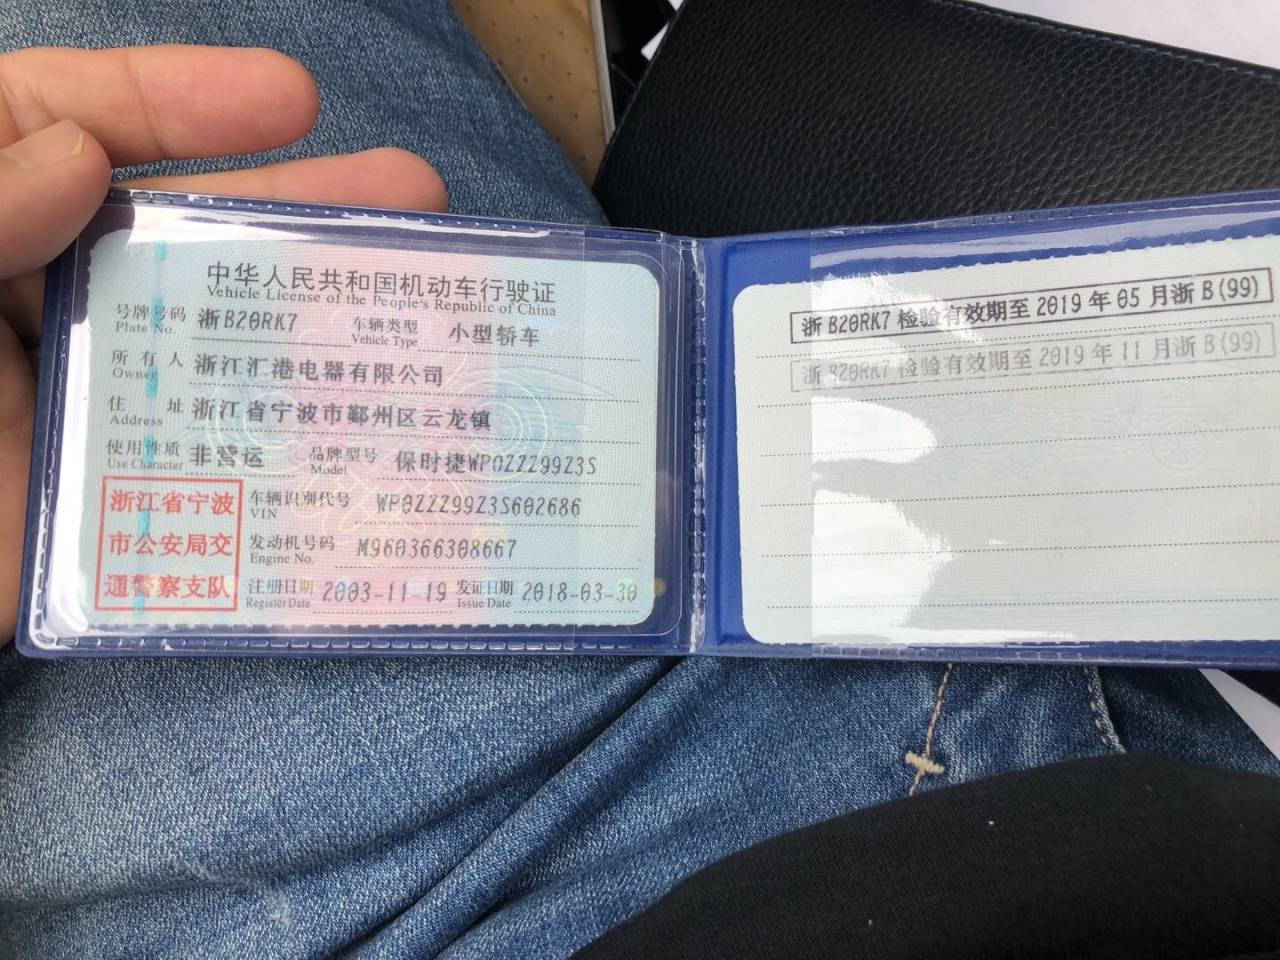 中华人民共和国机动车行驶证
Vehicle License of the People's Republic of China
号牌号码 浙B20RK7 车辆类型 小型轿车
Plate No. Vehicle Type
所有人 浙江汇港电器有限公司
Owner
住址 浙江省宁波市鄞州区云龙镇
Address
使用性质 非营运 品牌型号 保时捷WP0ZZZ99Z3S
Use Character Model
浙江省宁波
市公安局交
通警察支队
车辆识别代号 WP0ZZZ99Z3S602686
VIN
发动机号码 M960366308667
Engine No.
注册日期 2003-11-19 发证日期 2018-03-30
Register Date Issue Date
浙B20RK7 检验有效期至 2019年05月浙B(99)
浙B20RK7 检验有效期至 2019年11月浙B(99)